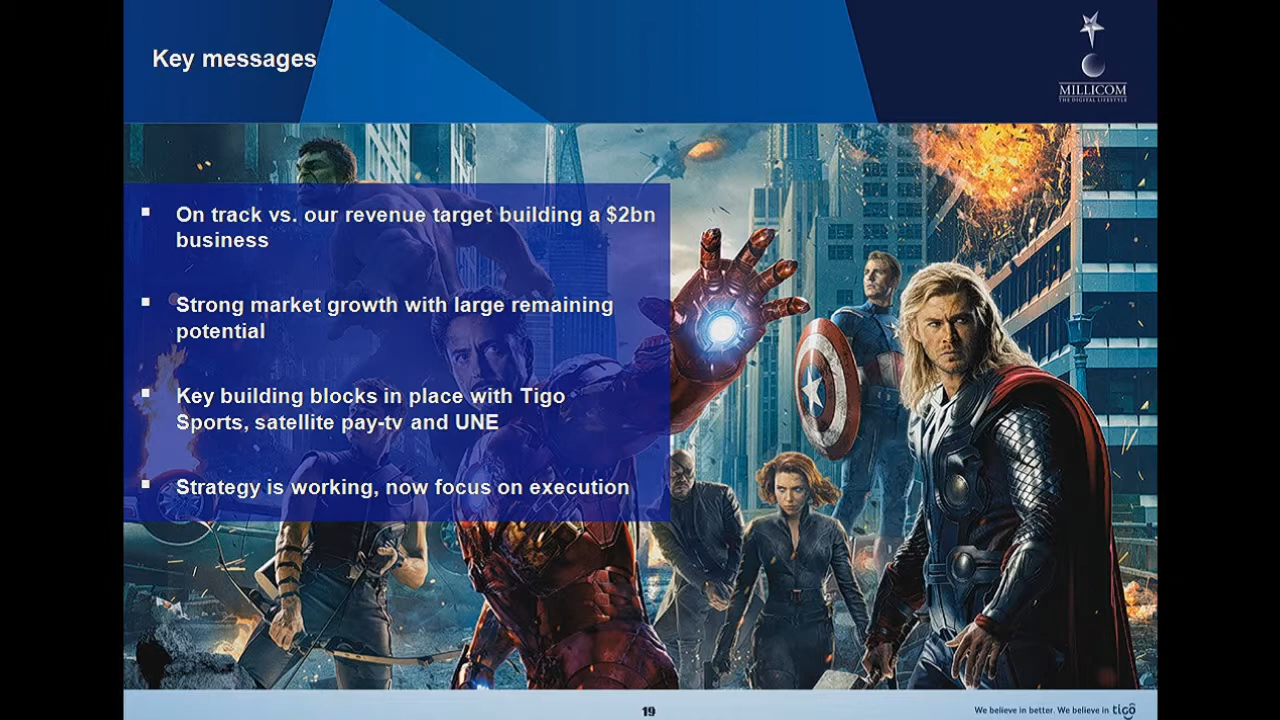 Key messages
MILLICOM
THE DIGITAL LIFESTYLE
On track vs. our revenue target building a $2bn
business
Strong market growth with large remaining
potential
Key building blocks in place with Tigo
Sports, satellite pay-tv and UNE
Strategy is working, now focus on execution
19
We believe in better. We believe in tigo